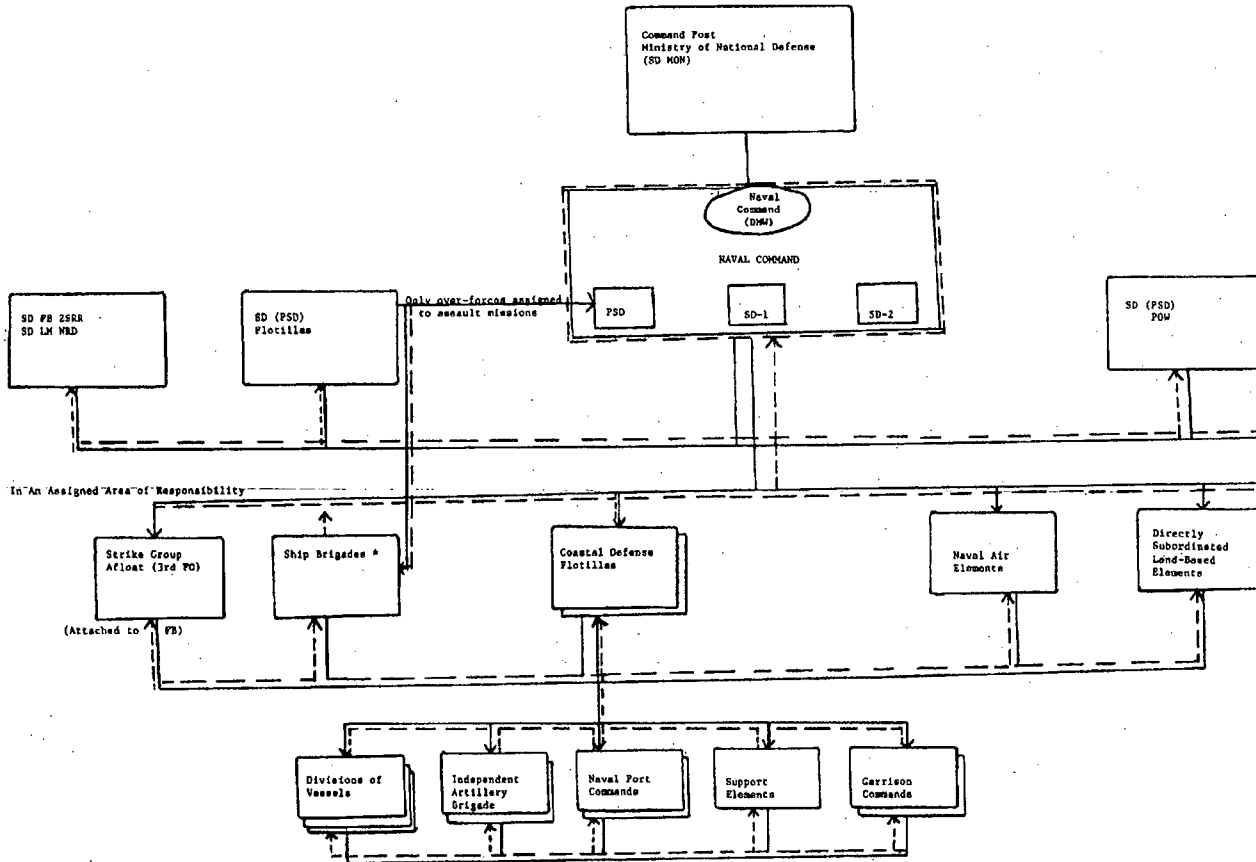 Command Post
Ministry of National Defense
(SD MON)
Naval
Command
(DMW)
NAVAL COMMAND
PSD
SD-1
SD-2
SD FB ZSRR
SD LM NRD
SD (PSD)
Flotillas
Only over-forces assigned
to assault missions
SD (PSD)
POW
In An Assigned Area of Responsibility
Strike Group
Afloat (3rd FO)
(Attached to FB)
Ship Brigades *
Coastal Defense
Flotillas
Naval Air
Elements
Directly
Subordinated
Land-Based
Elements
Divisions of
Vessels
Independent
Artillery
Brigade
Naval Port
Commands
Support
Elements
Garrison
Commands